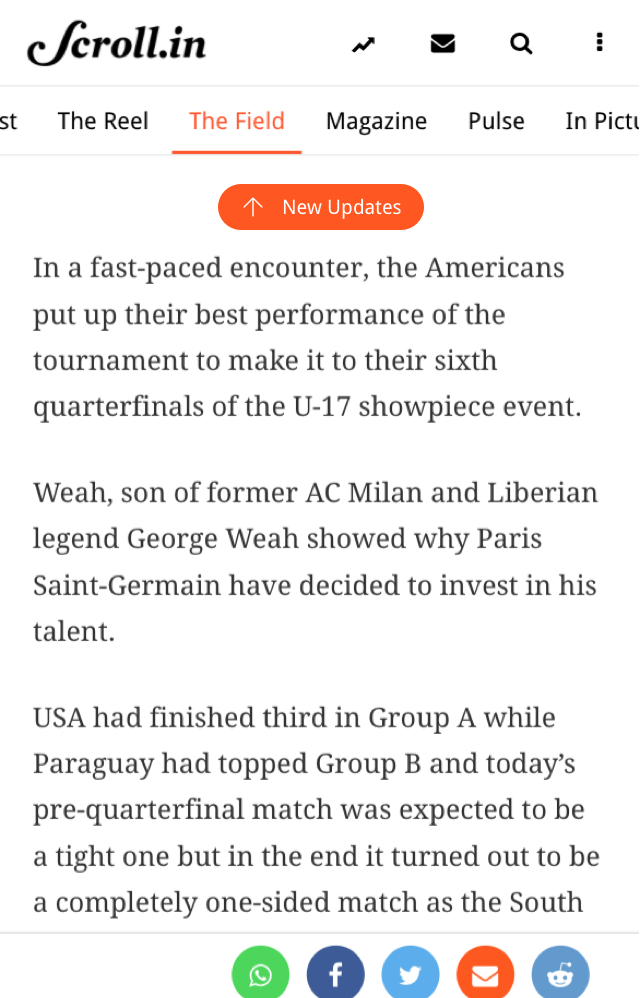 Scroll.in
st The Reel The Field Magazine Pulse In Pictu
New Updates
In a fast-paced encounter, the Americans
put up their best performance of the
tournament to make it to their sixth
quarterfinals of the U-17 showpiece event.
Weah, son of former AC Milan and Liberian
legend George Weah showed why Paris
Saint-Germain have decided to invest in his
talent.
USA had finished third in Group A while
Paraguay had topped Group B and today’s
pre-quarterfinal match was expected to be
a tight one but in the end it turned out to be
a completely one-sided match as the South